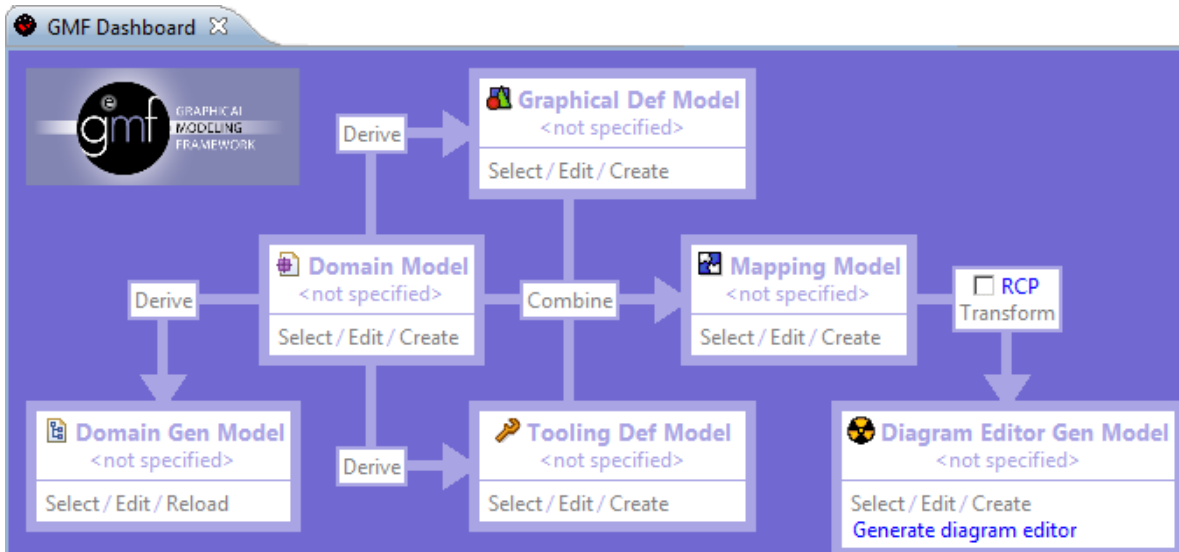 GMF Dashboard
e
gmf
GRAPHICAL
MODELING
FRAMEWORK
Derive
Graphical Def Model
<not specified>
Select / Edit / Create
Derive
Domain Model
<not specified>
Select / Edit / Create
Combine
Mapping Model
<not specified>
Select / Edit / Create
RCP
Transform
Domain Gen Model
<not specified>
Select / Edit / Reload
Derive
Tooling Def Model
<not specified>
Select / Edit / Create
Diagram Editor Gen Model
<not specified>
Select / Edit / Create
Generate diagram editor